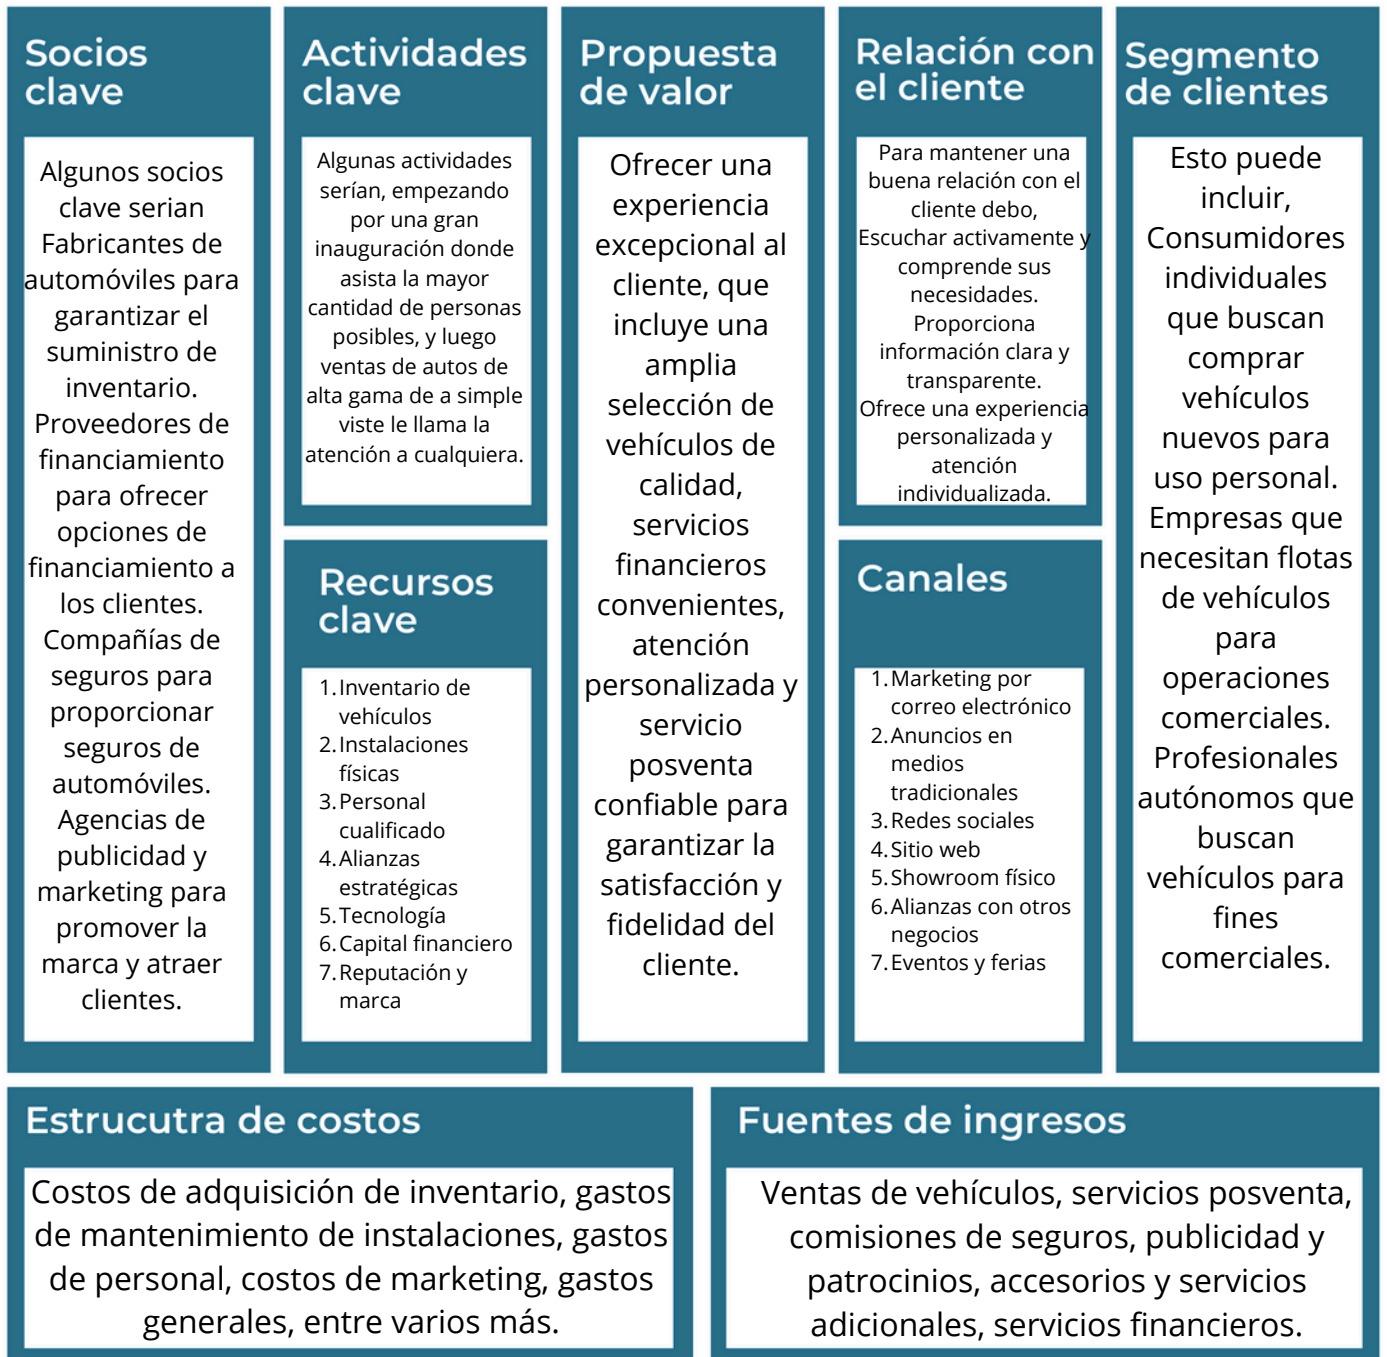 Socios
clave
Algunos socios
clave serian
Fabricantes de
automóviles para
garantizar el
suministro de
inventario.
Proveedores de
financiamiento
para ofrecer
opciones de
financiamiento a
los clientes.
Compañías de
seguros para
proporcionar
seguros de
automóviles.
Agencias de
publicidad y
marketing para
promover la
marca y atraer
clientes.
Actividades
clave
Algunas actividades
serían, empezando
por una gran
inauguración donde
asista la mayor
cantidad de personas
posibles, y luego
ventas de autos de
alta gama de a simple
viste le llama la
atención a cualquiera.
Recursos
clave
1. Inventario de
vehículos
2. Instalaciones
físicas
3. Personal
cualificado
4. Alianzas
estratégicas
5. Tecnología
6. Capital financiero
7. Reputación y
marca
Propuesta
de valor
Ofrecer una
experiencia
excepcional al
cliente, que
incluye una
amplia
selección de
vehículos de
calidad,
servicios
financieros
convenientes,
atención
personalizada y
servicio
posventa
confiable para
garantizar la
satisfacción y
fidelidad del
cliente.
Relación con
el cliente
Para mantener una
buena relación con el
cliente debo,
Escuchar activamente y
comprende sus
necesidades.
Proporciona
información clara y
transparente.
Ofrece una experiencia
personalizada y
atención
individualizada.
Canales
1. Marketing por
correo electrónico
2. Anuncios en
medios
tradicionales
3. Redes sociales
4. Sitio web
5. Showroom físico
6. Alianzas con otros
negocios
7. Eventos y ferias
Segmento
de clientes
Esto puede
incluir,
Consumidores
individuales
que buscan
comprar
vehículos
nuevos para
uso personal.
Empresas que
necesitan flotas
de vehículos
para
operaciones
comerciales.
Profesionales
autónomos que
buscan
vehículos para
fines
comerciales.
Estrucutra de costos
Costos de adquisición de inventario, gastos
de mantenimiento de instalaciones, gastos
de personal, costos de marketing, gastos
generales, entre varios más.
Fuentes de ingresos
Ventas de vehículos, servicios posventa,
comisiones de seguros, publicidad y
patrocinios, accesorios y servicios
adicionales, servicios financieros.